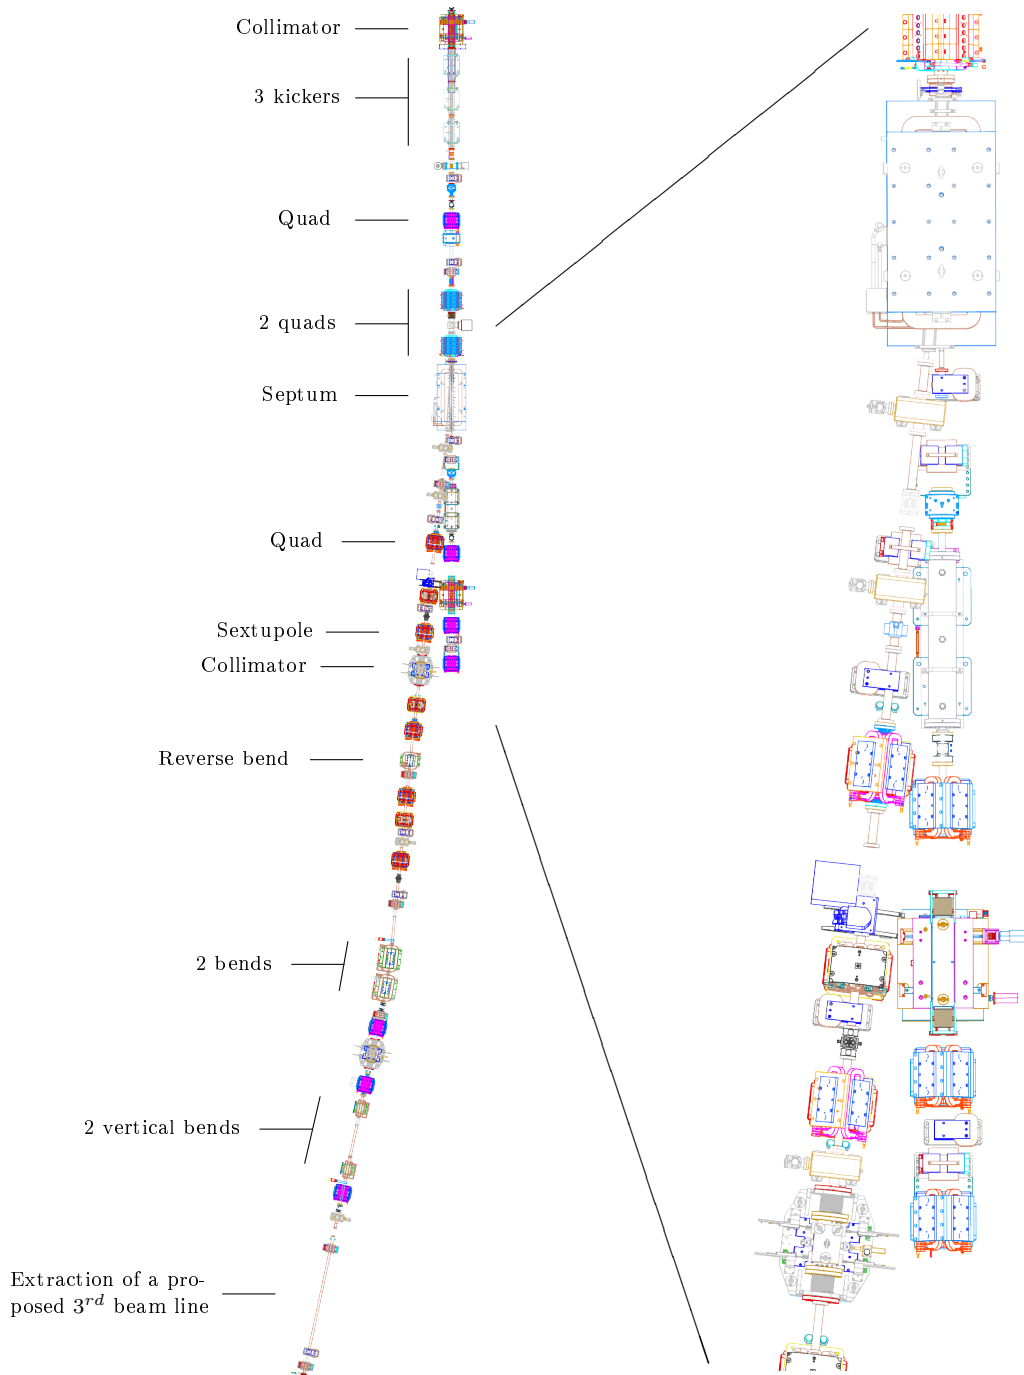 Collimator
3 kickers
Quad
2 quads
Septum
Quad
Sextupole
Collimator
Reverse bend
2 bends
2 vertical bends
Extraction of a pro-
posed 3rd beam line